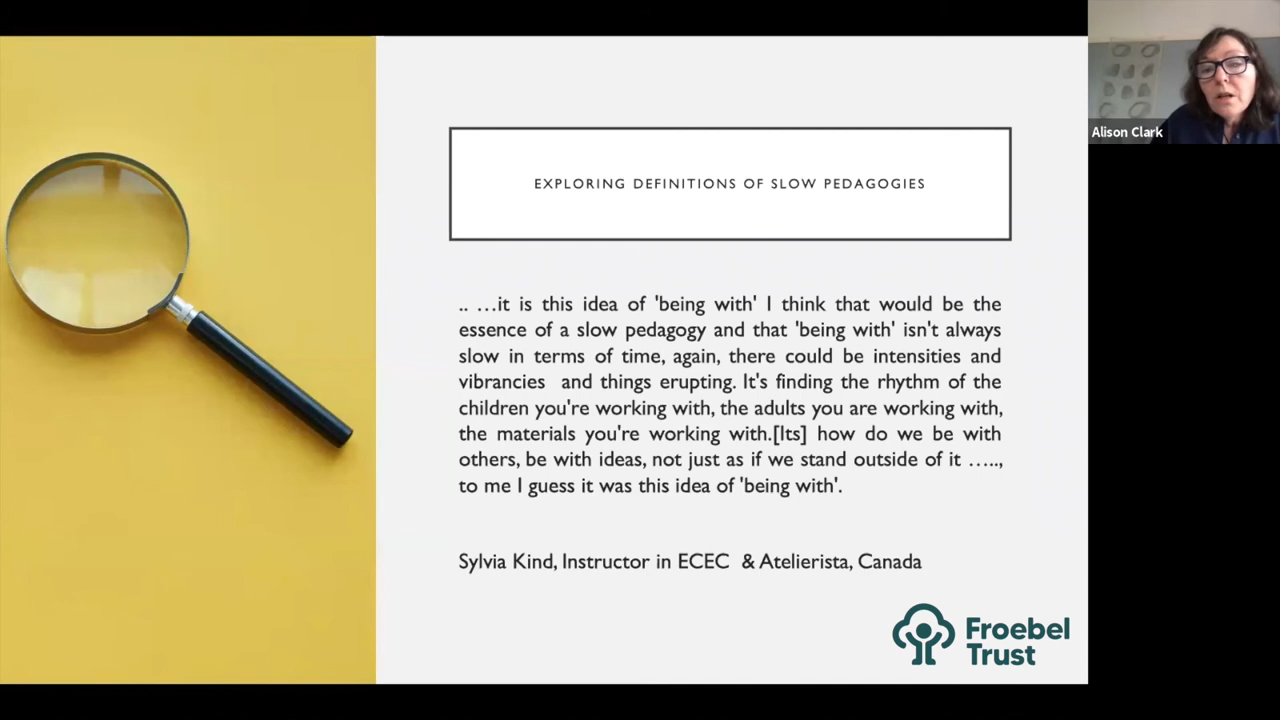 EXPLORING DEFINITIONS OF SLOW PEDAGOGIES
.. …it is this idea of 'being with' I think that would be the
essence of a slow pedagogy and that 'being with' isn't always
slow in terms of time, again, there could be intensities and
vibrancies and things erupting. It's finding the rhythm of the
children you're working with, the adults you are working with,
the materials you're working with.[Its] how do we be with
others, be with ideas, not just as if we stand outside of it …..,
to me I guess it was this idea of 'being with'.
Sylvia Kind, Instructor in ECEC & Atelierista, Canada
Froebel
Trust
Alison Clark